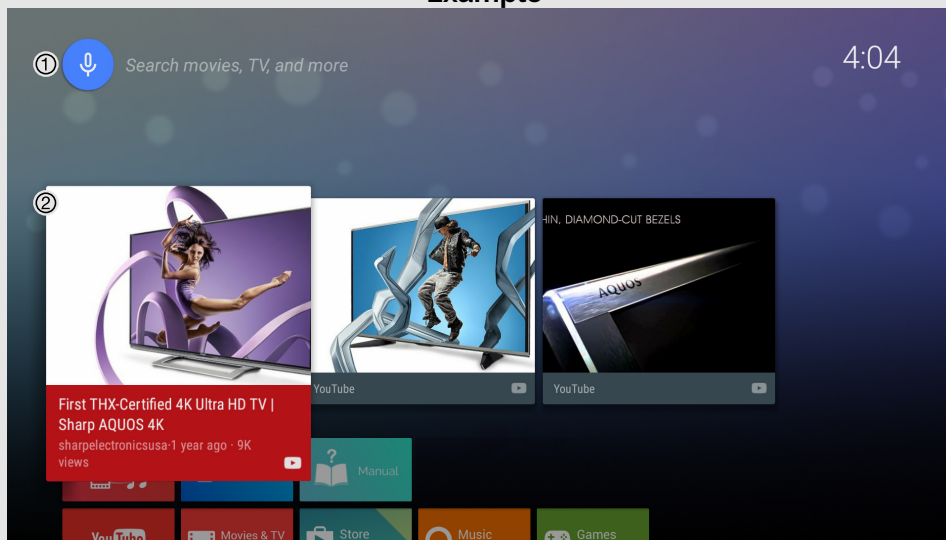 Example
①
Search movies, TV, and more
4:04
②
HIN, DIAMOND-CUT BEZELS
AQUOS
First THX-Certified 4K Ultra HD TV |
Sharp AQUOS 4K
sharpelectronicsusa·1 year ago · 9K
views
YouTube
YouTube
Manual
YouTube
Movies & TV
Store
Music
Games